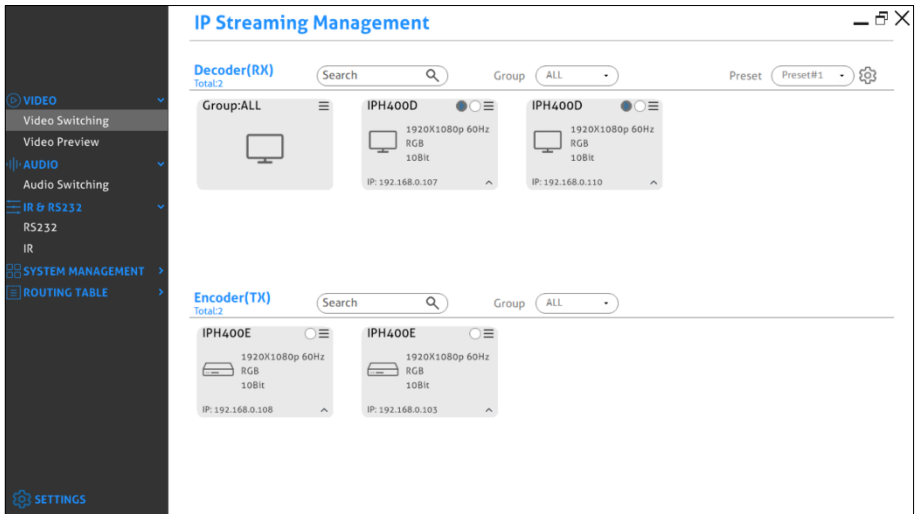 IP Streaming Management
VIDEO
Video Switching
Video Preview
AUDIO
Audio Switching
IR & RS232
RS232
IR
SYSTEM MANAGEMENT
ROUTING TABLE
SETTINGS
Decoder(RX)
Total:2
Search
Group
ALL
Preset
Preset#1
Group:ALL
IPH400D
1920X1080p 60Hz
RGB
10Bit
IP: 192.168.0.107
IPH400D
1920X1080p 60Hz
RGB
10Bit
IP: 192.168.0.110
Encoder(TX)
Total:2
Search
Group
ALL
IPH400E
1920X1080p 60Hz
RGB
10Bit
IP: 192.168.0.108
IPH400E
1920X1080p 60Hz
RGB
10Bit
IP: 192.168.0.103